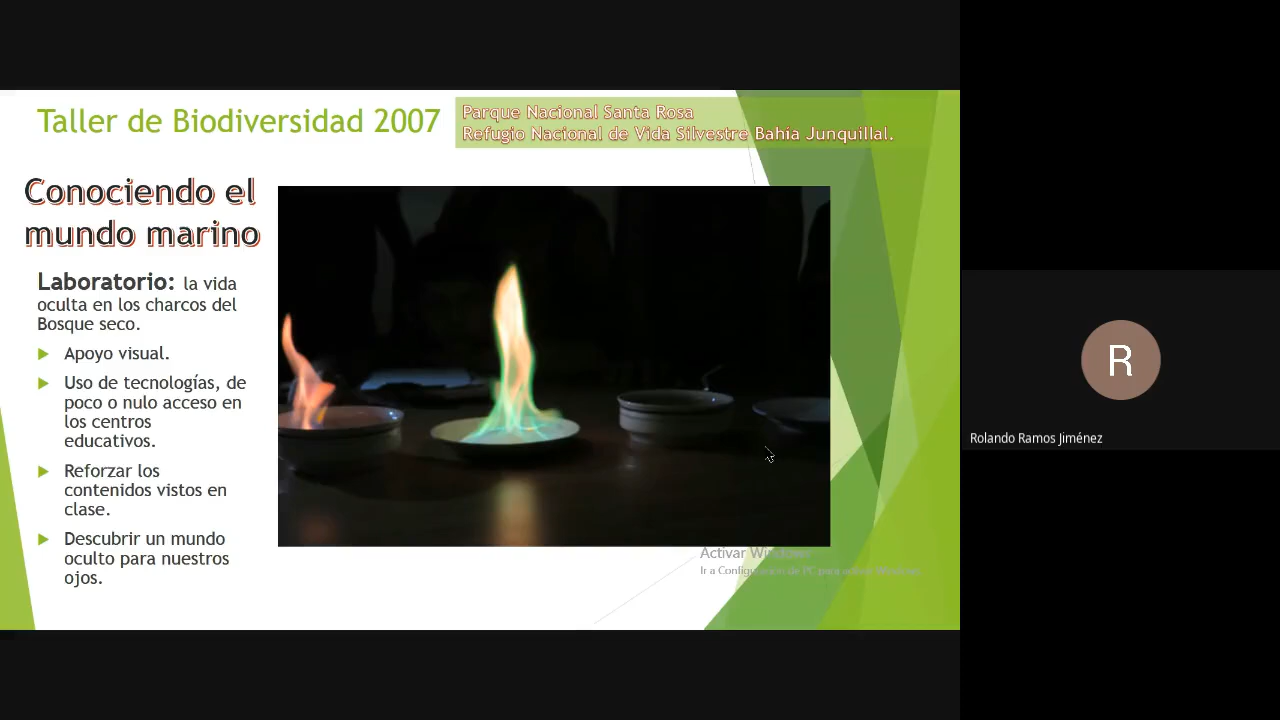 Taller de Biodiversidad 2007
Parque Nacional Santa Rosa
Refugio Nacional de Vida Silvestre Bahía Junquillal.
Conociendo el
mundo marino
Laboratorio: la vida
oculta en los charcos del
Bosque seco.
Apoyo visual.
Uso de tecnologías, de
poco o nulo acceso en
los centros
educativos.
Reforzar los
contenidos vistos en
clase.
Descubrir un mundo
oculto para nuestros
ojos.
Activar Windows
Ir a Configuración de PC para activar Windows.
R
Rolando Ramos Jiménez